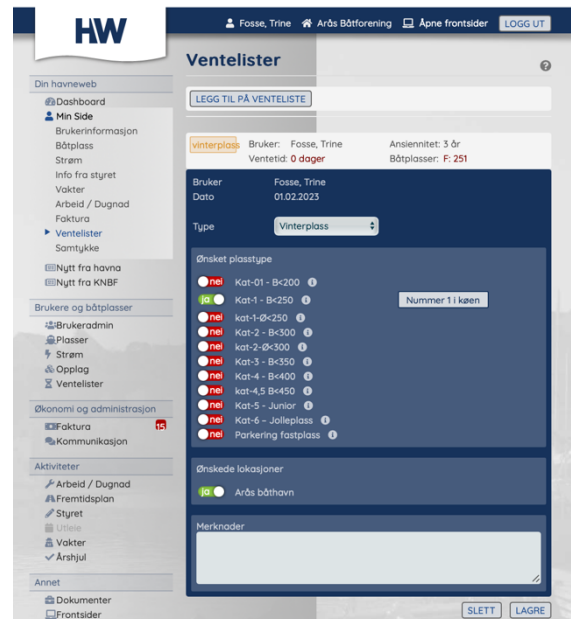 HW
Fosse, Trine Arås Båtforening Åpne frontsider LOGG UT
Ventelister
LEGG TIL PÅ VENTELISTE
Din havneweb
Dashboard
Min Side
Brukerinformasjon
Båtplass
Strøm
Info fra styret
Vakter
Arbeid / Dugnad
Faktura
Ventelister
Samtykke
Nytt fra havna
Nytt fra KNBF
Brukere og båtplasser
Brukeradmin
Plasser
Strøm
Opplag
Ventelister
Økonomi og administrasjon
Faktura 15
Kommunikasjon
Aktiviteter
Arbeid / Dugnad
Fremtidsplan
Styret
Utleie
Vakter
Årshjul
Annet
Dokumenter
Frontsider
vinterplass Bruker: Fosse, Trine Ansiennitet: 3 år
Ventetid: 0 dager Båtplasser: F: 251
Bruker Fosse, Trine
Dato 01.02.2023
Type Vinterplass
Ønsket plasstype
nei Kat-01 - B<200
ja Kat-1 - B<250 Nummer 1 i køen
nei kat-1-Ø<250
nei Kat-2 - B<300
nei kat-2-Ø<300
nei Kat-3 - B<350
nei Kat-4 - B<400
nei kat-4,5 B<450
nei Kat-5 - Junior
nei Kat-6 – Jolleplass
nei Parkering fastplass
Ønskede lokasjoner
ja Arås båthavn
Merknader
SLETT LAGRE